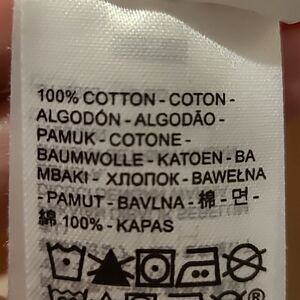 100% COTTON - COTON -
ALGODÓN - ALGODÃO -
PAMUK - COTONE -
BAUMWOLLE - KATOEN - BA
MBAKI - ХЛОПОК - BAWEŁNA
- PAMUT - BAVLNA - 棉 - 면 -
綿 100% - KAPAS